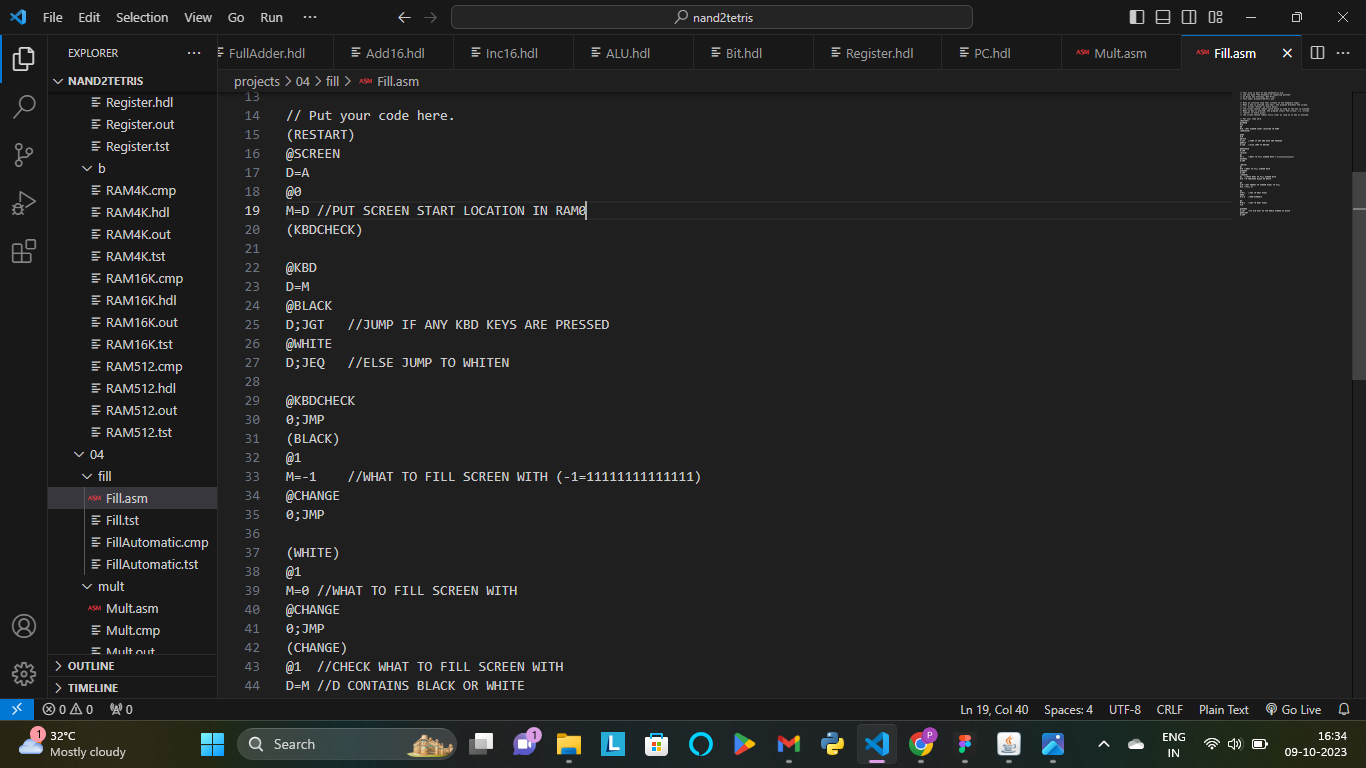 File Edit Selection View Go Run ··· nand2tetris
EXPLORER ···
FullAdder.hdl Add16.hdl Inc16.hdl ALU.hdl Bit.hdl Register.hdl PC.hdl ASM Mult.asm ASM Fill.asm
NAND2TETRIS
projects > 04 > fill > ASM Fill.asm
Register.hdl
Register.out
Register.tst
b
RAM4K.cmp
RAM4K.hdl
RAM4K.out
RAM4K.tst
RAM16K.cmp
RAM16K.hdl
RAM16K.out
RAM16K.tst
RAM512.cmp
RAM512.hdl
RAM512.out
RAM512.tst
04
fill
ASM Fill.asm
Fill.tst
FillAutomatic.cmp
FillAutomatic.tst
mult
ASM Mult.asm
Mult.cmp
Mult.out
OUTLINE
TIMELINE
13
14 // Put your code here.
15 (RESTART)
16 @SCREEN
17 D=A
18 @0
19 M=D //PUT SCREEN START LOCATION IN RAM0
20 (KBDCHECK)
21
22 @KBD
23 D=M
24 @BLACK
25 D;JGT //JUMP IF ANY KBD KEYS ARE PRESSED
26 @WHITE
27 D;JEQ //ELSE JUMP TO WHITEN
28
29 @KBDCHECK
30 0;JMP
31 (BLACK)
32 @1
33 M=-1 //WHAT TO FILL SCREEN WITH (-1=11111111111111)
34 @CHANGE
35 0;JMP
36
37 (WHITE)
38 @1
39 M=0 //WHAT TO FILL SCREEN WITH
40 @CHANGE
41 0;JMP
42 (CHANGE)
43 @1 //CHECK WHAT TO FILL SCREEN WITH
44 D=M //D CONTAINS BLACK OR WHITE
0 0 0 Ln 19, Col 40 Spaces: 4 UTF-8 CRLF Plain Text Go Live
1 32°C
Mostly cloudy
Search
1
L
P
ENG
IN
16:34
09-10-2023